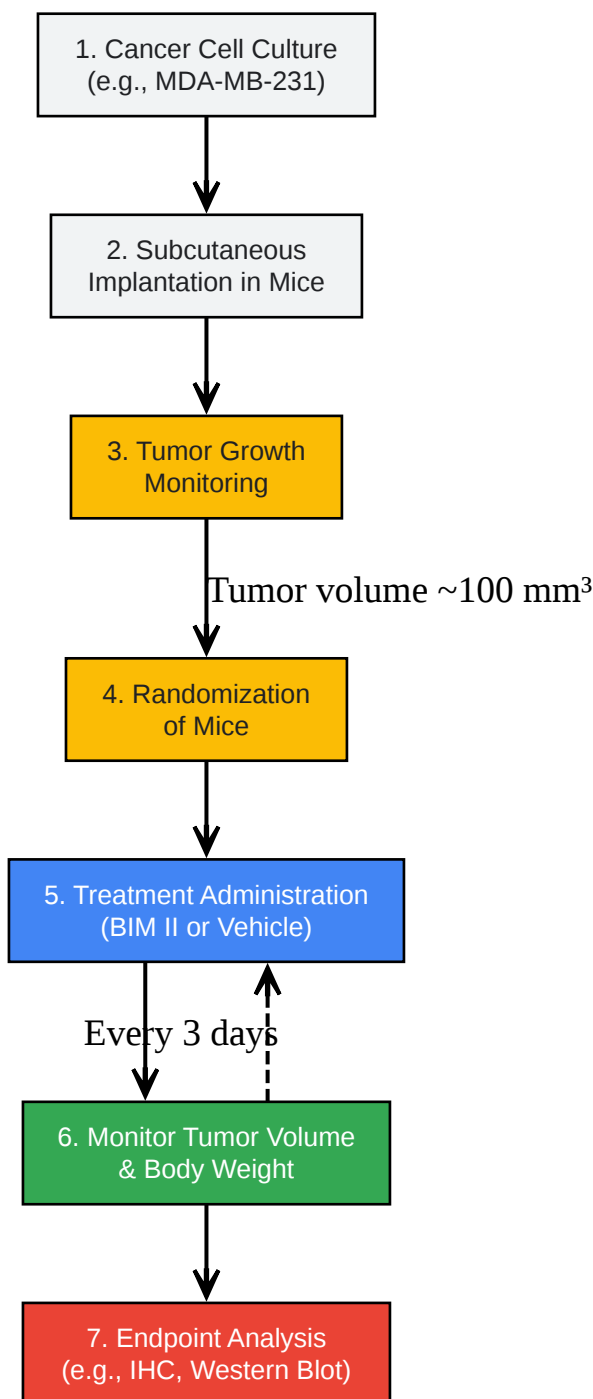 1. Cancer Cell Culture
(e.g., MDA-MB-231)
2. Subcutaneous
Implantation in Mice
3. Tumor Growth
Monitoring
Tumor volume ~100 mm³
4. Randomization
of Mice
5. Treatment Administration
(BIM II or Vehicle)
Every 3 days
6. Monitor Tumor Volume
& Body Weight
7. Endpoint Analysis
(e.g., IHC, Western Blot)